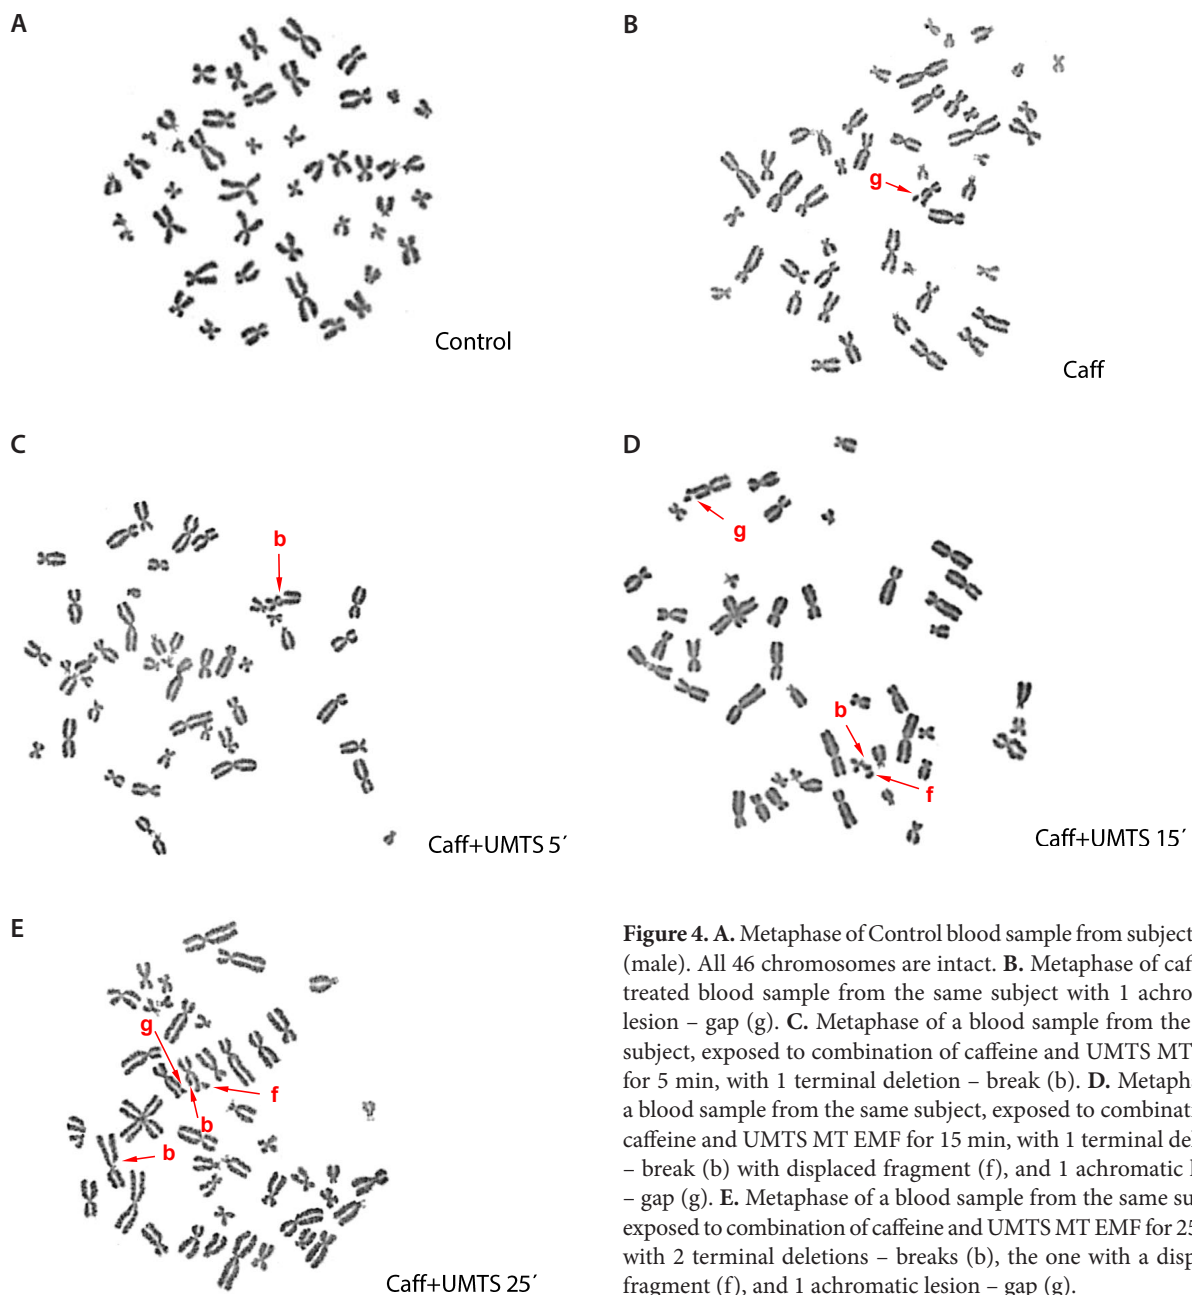 A
B
g
Control
Caff
C
D
b
g
b
f
Caff+UMTS 5´
Caff+UMTS 15´
E
g
f
b
b
Caff+UMTS 25´
Figure 4. A. Metaphase of Control blood sample from subject
(male). All 46 chromosomes are intact. B. Metaphase of caf
treated blood sample from the same subject with 1 achro
lesion – gap (g). C. Metaphase of a blood sample from the
subject, exposed to combination of caffeine and UMTS MT
for 5 min, with 1 terminal deletion – break (b). D. Metaph
a blood sample from the same subject, exposed to combinati
caffeine and UMTS MT EMF for 15 min, with 1 terminal del
– break (b) with displaced fragment (f), and 1 achromatic l
– gap (g). E. Metaphase of a blood sample from the same su
exposed to combination of caffeine and UMTS MT EMF for 25
with 2 terminal deletions – breaks (b), the one with a disp
fragment (f), and 1 achromatic lesion – gap (g).